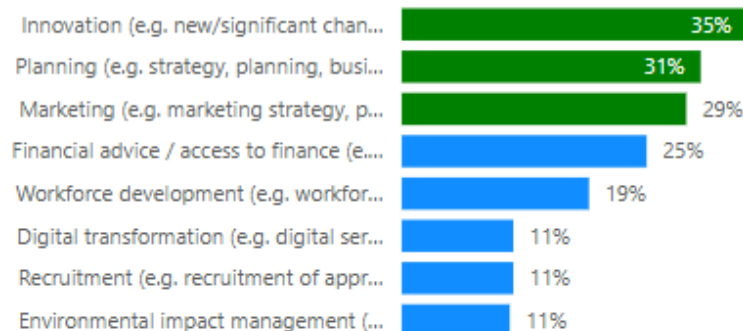 Innovation (e.g. new/significant chan... 35%
Planning (e.g. strategy, planning, busi... 31%
Marketing (e.g. marketing strategy, p... 29%
Financial advice / access to finance (e.... 25%
Workforce development (e.g. workfor... 19%
Digital transformation (e.g. digital ser... 11%
Recruitment (e.g. recruitment of appr... 11%
Environmental impact management (... 11%